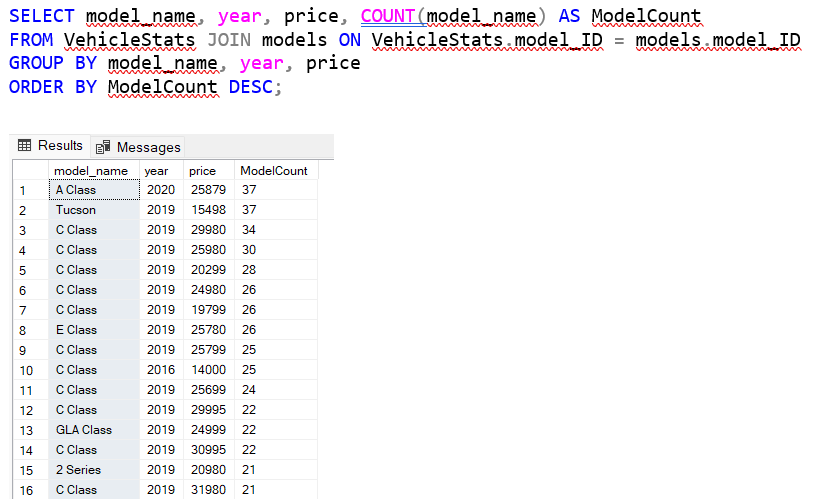 SELECT model_name, year, price, COUNT(model_name) AS ModelCount
FROM VehicleStats JOIN models ON VehicleStats.model_ID = models.model_ID
GROUP BY model_name, year, price
ORDER BY ModelCount DESC;
Results Messages
model_name year price ModelCount
1 A Class 2020 25879 37
2 Tucson 2019 15498 37
3 C Class 2019 29980 34
4 C Class 2019 25980 30
5 C Class 2019 20299 28
6 C Class 2019 24980 26
7 C Class 2019 19799 26
8 E Class 2019 25780 26
9 C Class 2019 25799 25
10 C Class 2016 14000 25
11 C Class 2019 25699 24
12 C Class 2019 29995 22
13 GLA Class 2019 24999 22
14 C Class 2019 30995 22
15 2 Series 2019 20980 21
16 C Class 2019 31980 21